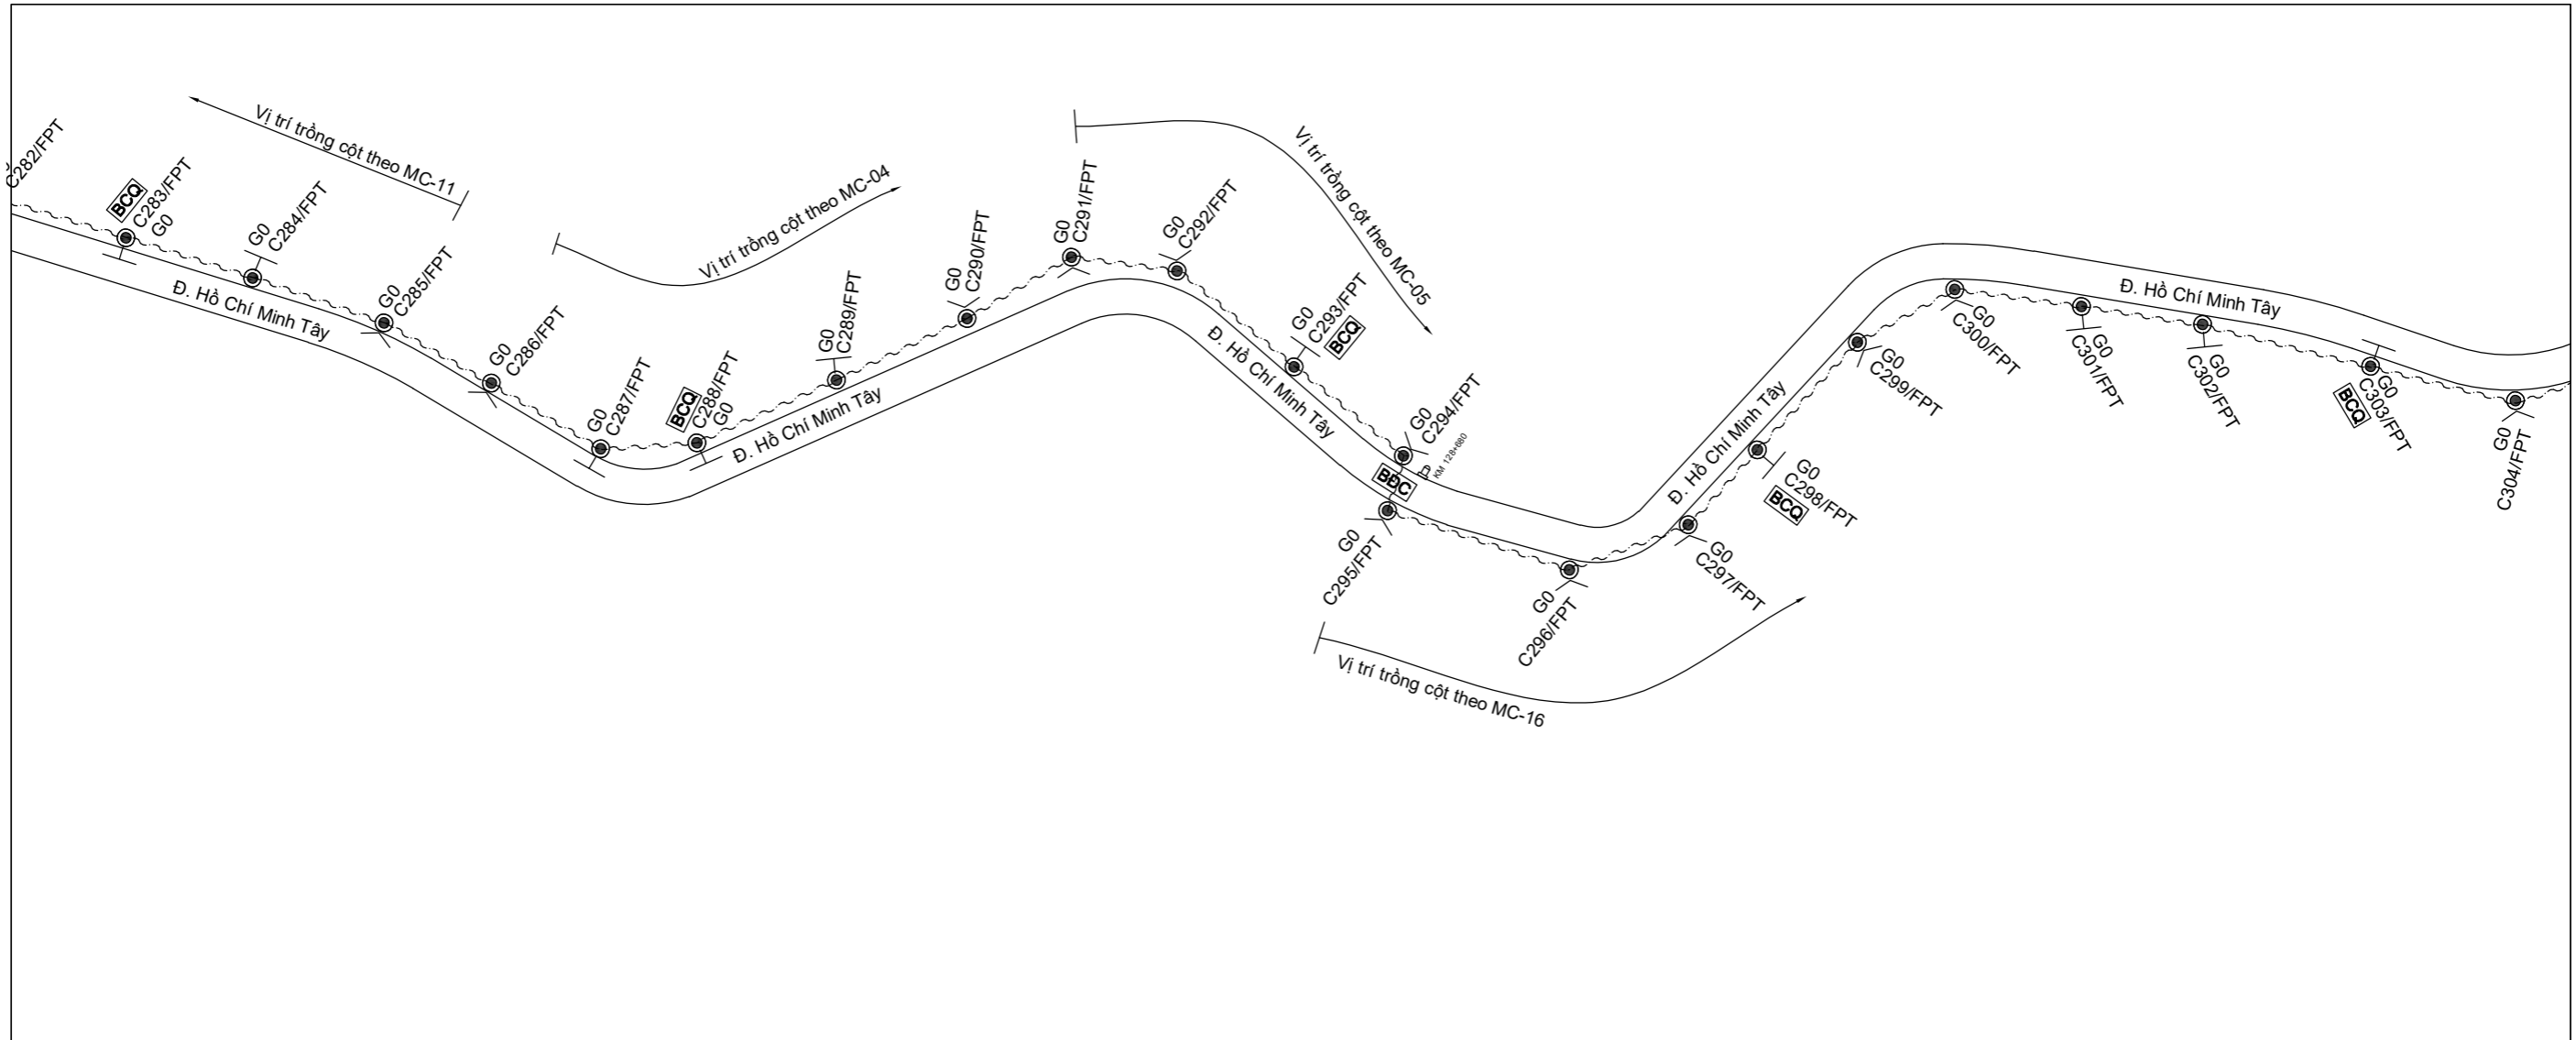 C282/FPT
BCQ
C283/FPT
G0
Vị trí trồng cột theo MC-11
G0
C284/FPT
Đ. Hồ Chí Minh Tây
G0
C285/FPT
G0
C286/FPT
Vị trí trồng cột theo MC-04
G0
C287/FPT
BCQ
C288/FPT
G0
Đ. Hồ Chí Minh Tây
G0
C289/FPT
G0
C290/FPT
G0
C291/FPT
G0
C292/FPT
Vị trí trồng cột theo MC-05
G0
C293/FPT
BCQ
Đ. Hồ Chí Minh Tây
G0
C294/FPT
KM 128+680
BĐC
G0
C295/FPT
G0
C296/FPT
Vị trí trồng cột theo MC-16
G0
C297/FPT
Đ. Hồ Chí Minh Tây
G0
C298/FPT
BCQ
G0
C299/FPT
G0
C300/FPT
G0
C301/FPT
Đ. Hồ Chí Minh Tây
G0
C302/FPT
G0
C303/FPT
BCQ
G0
C304/FPT